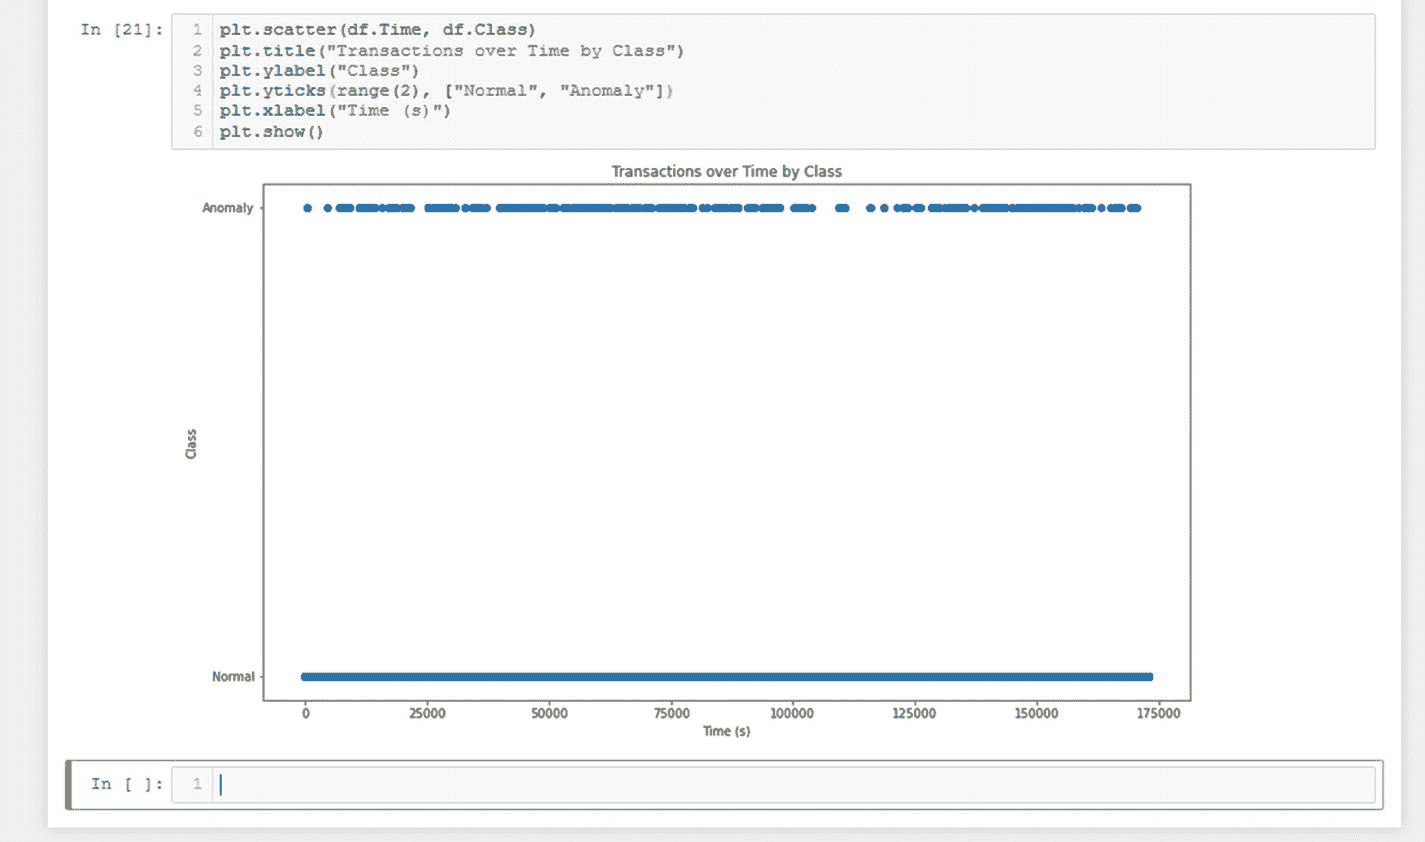 In [21]:
1 plt.scatter(df.Time, df.Class)
2 plt.title("Transactions over Time by Class")
3 plt.ylabel("Class")
4 plt.yticks(range(2), ["Normal", "Anomaly"])
5 plt.xlabel("Time (s)")
6 plt.show()
Transactions over Time by Class
Anomaly
Class
Normal
0 25000 50000 75000 100000 125000 150000 175000
Time (s)
In [ ]: 1